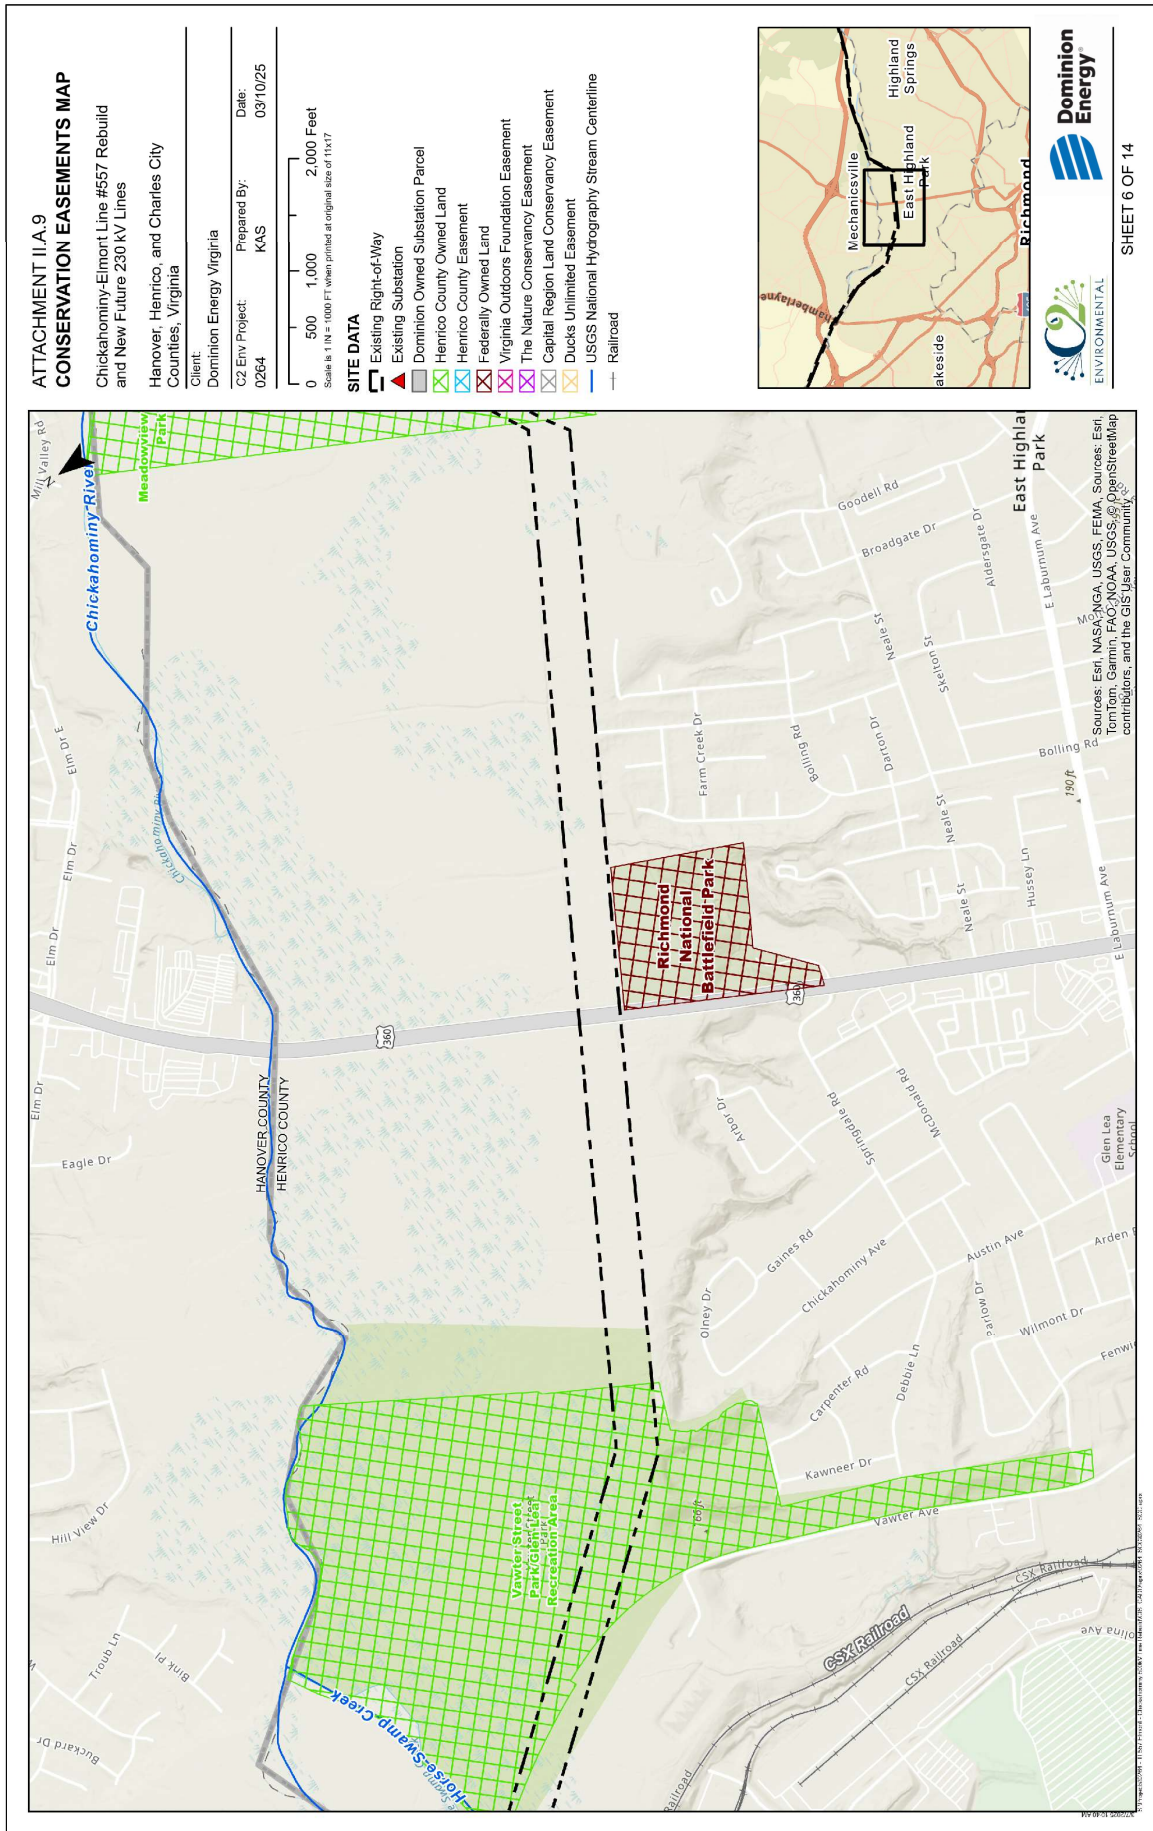 ATTACHMENT II.A.9
CONSERVATION EASEMENTS MAP
Chickahominy-Elmont Line #557 Rebuild
and New Future 230 kV Lines
Hanover, Henrico, and Charles City
Counties, Virginia
Client:
Dominion Energy Virginia
C2 Env Project:
0264
Prepared By:
KAS
Date:
03/10/25
0 500 1,000 2,000 Feet
Scale is 1 IN = 1000 FT when printed at original size of 11x17
SITE DATA
Existing Right-of-Way
Existing Substation
Dominion Owned Substation Parcel
Henrico County Owned Land
Henrico County Easement
Federally Owned Land
Virginia Outdoors Foundation Easement
The Nature Conservancy Easement
Capital Region Land Conservancy Easement
Ducks Unlimited Easement
USGS National Hydrography Stream Centerline
Railroad
Mechanicsville
Highland
Springs
East Highland
Park
Richmond
hamberlayne
akeside
C2
ENVIRONMENTAL
Dominion
Energy®
SHEET 6 OF 14
N
Mill Valley Rd
Chickahominy River
Meadowview
Park
Elm Dr E
Elm Dr
Elm Dr
Elm Dr
Eagle Dr
Hill View Dr
Troub Ln
Bink Pl
Buckard Dr
HANOVER COUNTY
HENRICO COUNTY
360
360
Richmond
National
Battlefield Park
Vawter Street
Park/Glen Lea
Recreation Area
Horse Swamp Creek
Goodell Rd
Broadgate Dr
Aldersgate Dr
East Highla
Park
E Laburnum Ave
Neale St
Skelton St
Farm Creek Dr
Bolling Rd
Darton Dr
Bolling Rd
190 ft
Neale St
Neale St
Hussey Ln
E Laburnum Ave
Arbor Dr
Springdale Rd
McDonald Rd
Glen Lea
Elementary
School
Gaines Rd
Olney Dr
Chickahominy Ave
Austin Ave
Arden
Parlow Dr
Wilmont Dr
Fenwi
Debbie Ln
Carpenter Rd
Kawneer Dr
Vawter Ave
CSX Railroad
CSX Railroad
CSX Railroad
Railroad
olina Ave
Sources: Esri, NASA, NGA, USGS, FEMA, Sources: Esri,
TomTom, Garmin, FAO, NOAA, USGS, © OpenStreetMap
contributors, and the GIS User Community